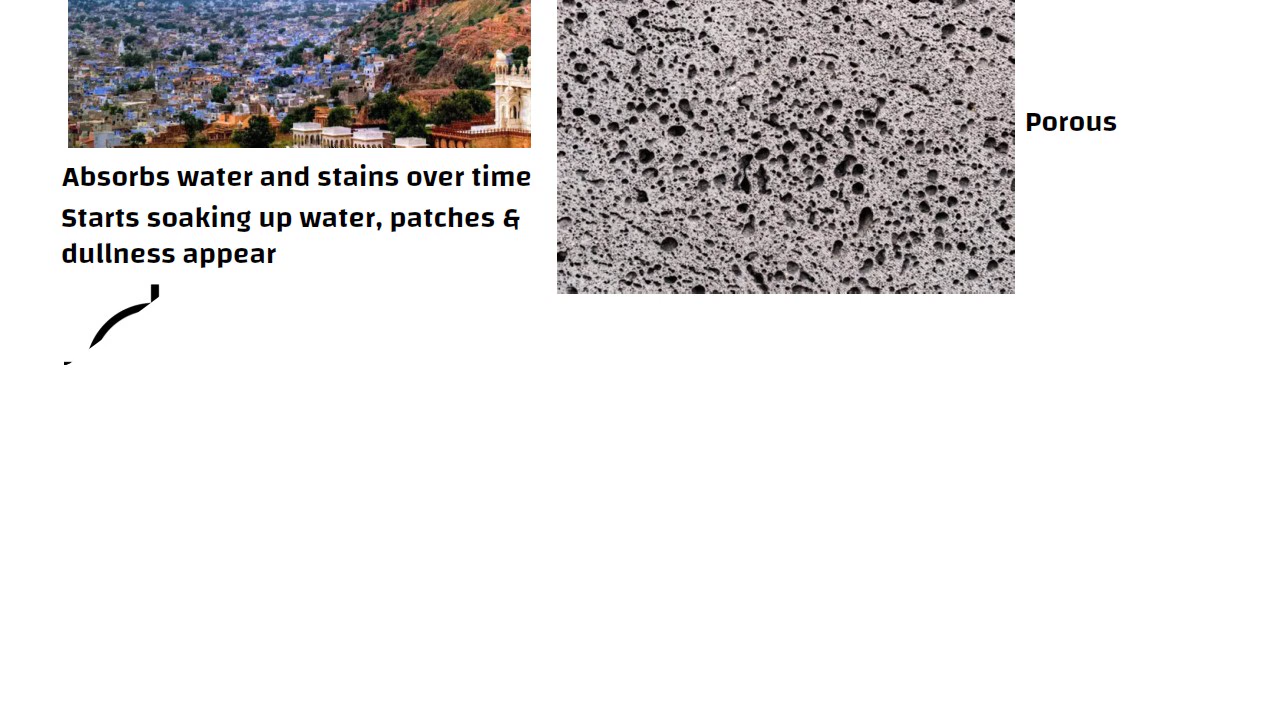 Porous
Absorbs water and stains over time
Starts soaking up water, patches &
dullness appear